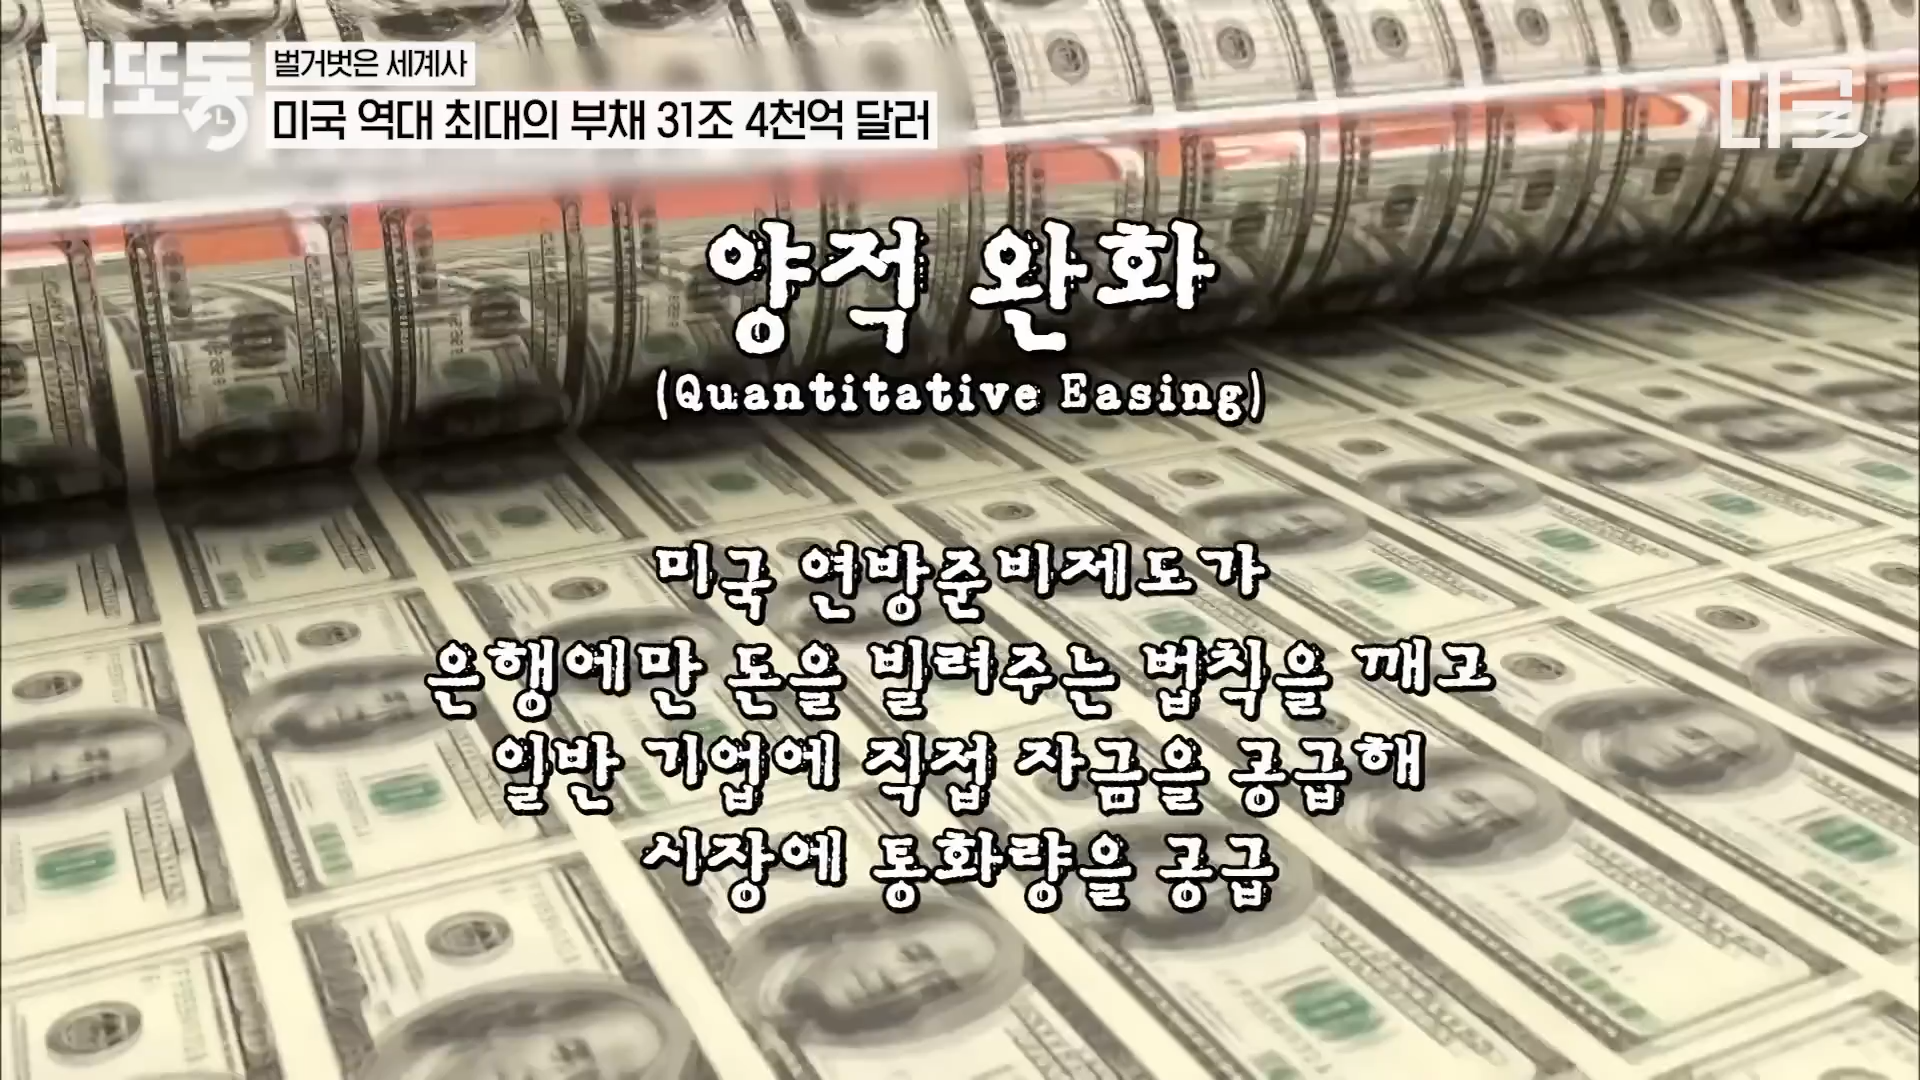 나또동
벌거벗은 세계사
미국 역대 최대의 부채 31조 4천억 달러
디글
양적 완화
(Quantitative Easing)
미국 연방준비제도가
은행에만 돈을 빌려주는 법칙을 깨고
일반 기업에 직접 자금을 공급해
시장에 통화량을 공급